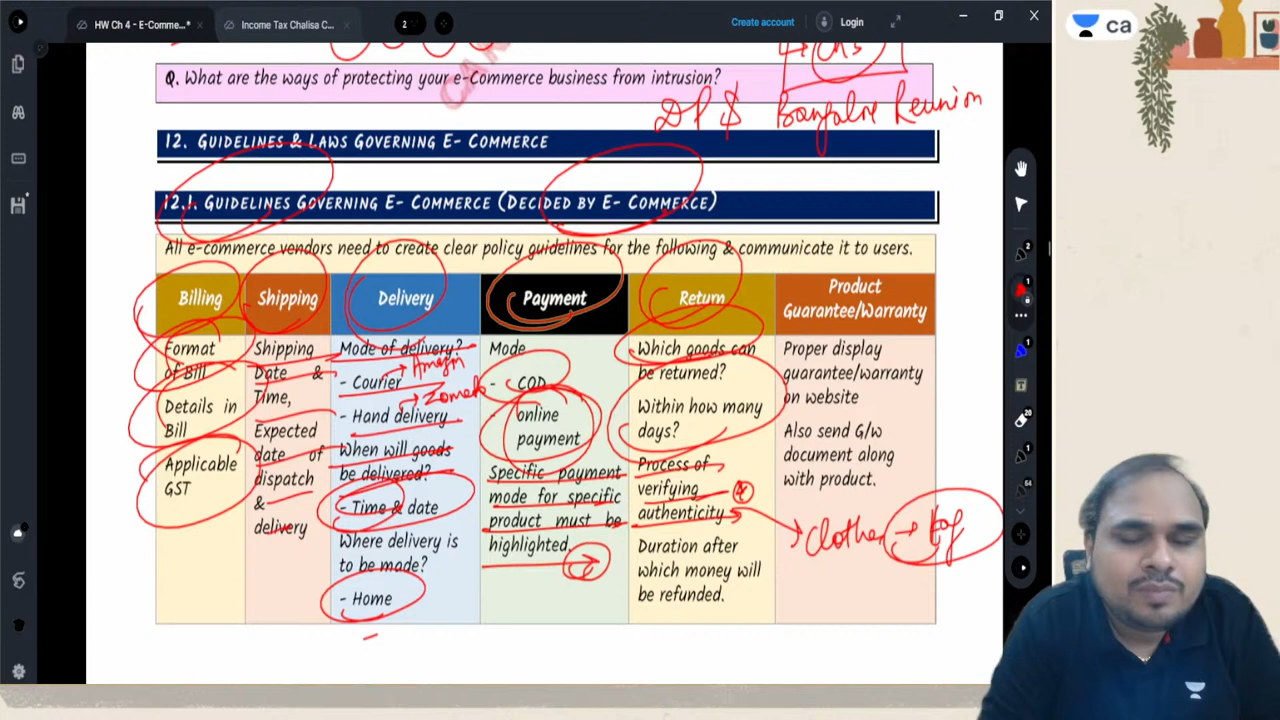 HW Ch 4 - E-Comme...*
Income Tax Chalisa C...
2
Create account
Login
ca
Q. What are the ways of protecting your e-Commerce business from intrusion?
Bangalore Reunion
12. GUIDELINES & LAWS GOVERNING E- COMMERCE
12.1. GUIDELINES GOVERNING E- COMMERCE (DECIDED BY E- COMMERCE)
All e-commerce vendors need to create clear policy guidelines for the following & communicate it to users.
Billing
Format
of Bill
Details in
Bill
Applicable
GST
Shipping
Shipping
Date &
Time,
Expected
date of
dispatch
&
delivery
Delivery
Mode of delivery?
- Courier → Amazon
- Hand delivery → Zomato
When will goods
be delivered?
- Time & date
Where delivery is
to be made?
- Home
Payment
Mode
- COD
- online
payment
Specific payment
mode for specific
product must be
highlighted.
Return
Which goods can
be returned?
Within how many
days?
Process of
verifying
authenticity
Duration after
which money will
be refunded.
Product
Guarantee/Warranty
Proper display
guarantee/warranty
on website
Also send G/w
document along
with product.
Clothes → tag